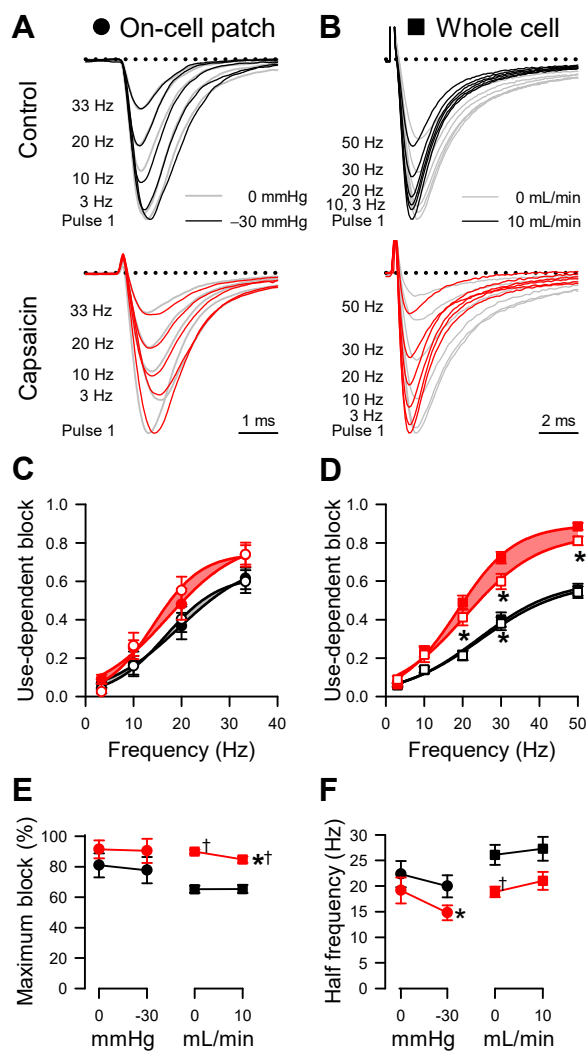 A ● On-cell patch
B ■ Whole cell
Control
33 Hz
20 Hz
10 Hz
3 Hz
Pulse 1
0 mmHg
–30 mmHg
50 Hz
30 Hz
20 Hz
10, 3 Hz
Pulse 1
0 mL/min
10 mL/min
Capsaicin
33 Hz
20 Hz
10 Hz
3 Hz
Pulse 1
1 ms
50 Hz
30 Hz
20 Hz
10 Hz
3 Hz
Pulse 1
2 ms
C
Use-dependent block
1.0
0.8
0.6
0.4
0.2
0.0
0 10 20 30 40
Frequency (Hz)
D
Use-dependent block
1.0
0.8
0.6
0.4
0.2
0.0
*
*
*
*
0 10 20 30 40 50
Frequency (Hz)
E
Maximum block (%)
100
80
60
40
20
0
†
*†
0 -30 0 10
mmHg mL/min
F
Half frequency (Hz)
30
25
20
15
10
5
0
*
†
0 -30 0 10
mmHg mL/min